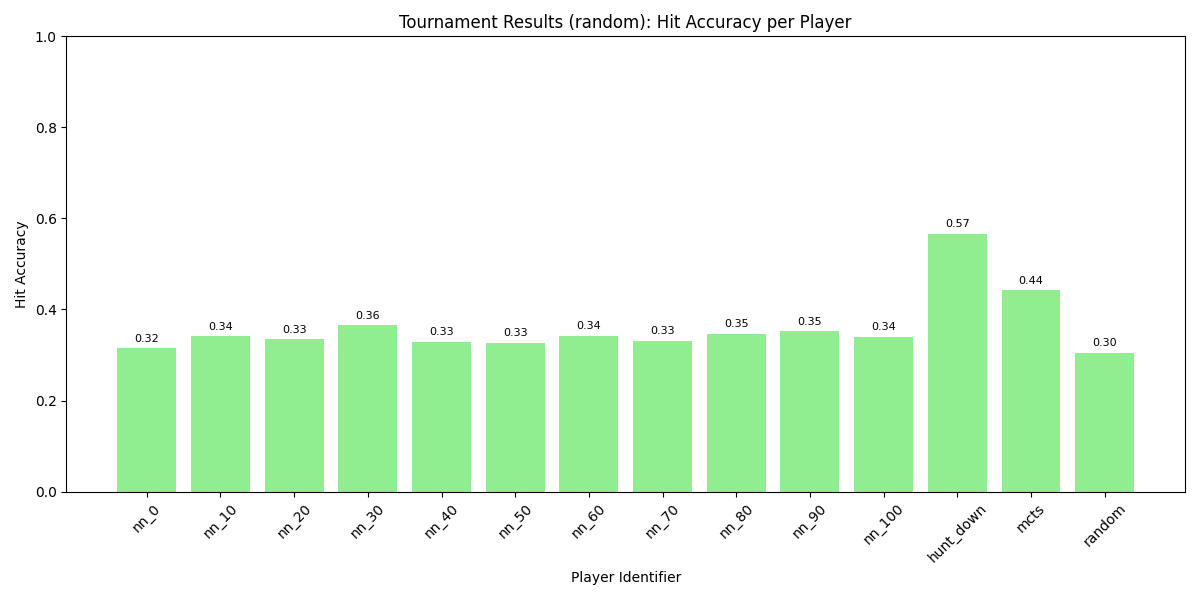 Tournament Results (random): Hit Accuracy per Player
Hit Accuracy
1.0
0.8
0.6
0.4
0.2
0.0
0.32
0.34
0.33
0.36
0.33
0.33
0.34
0.33
0.35
0.35
0.34
0.57
0.44
0.30
nn_0
nn_10
nn_20
nn_30
nn_40
nn_50
nn_60
nn_70
nn_80
nn_90
nn_100
hunt_down
mcts
random
Player Identifier